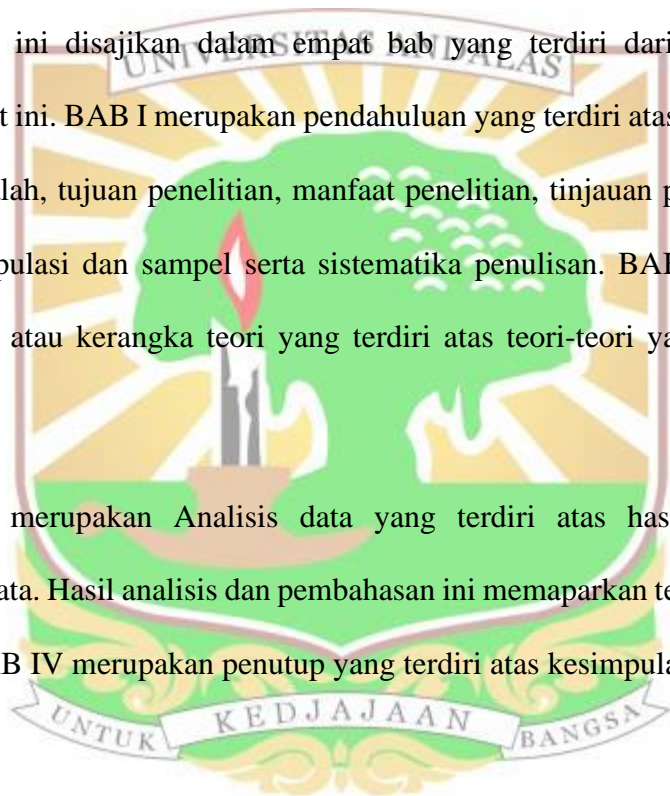 UNIVERSITAS ANDALAS
ini disajikan dalam empat bab yang terdiri dari
t ini. BAB I merupakan pendahuluan yang terdiri atas
lah, tujuan penelitian, manfaat penelitian, tinjauan p
pulasi dan sampel serta sistematika penulisan. BAB
atau kerangka teori yang terdiri atas teori-teori ya
merupakan Analisis data yang terdiri atas has
ata. Hasil analisis dan pembahasan ini memaparkan te
B IV merupakan penutup yang terdiri atas kesimpula
UNTUK KEDJAJAAN BANGSA